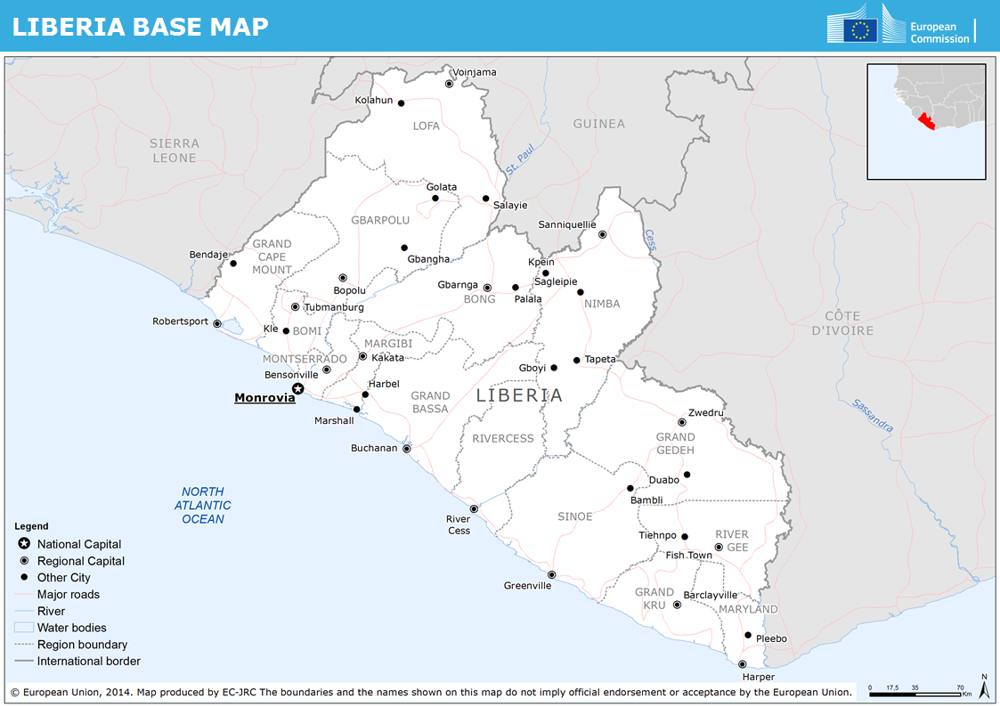 LIBERIA BASE MAP
European
Commission
Voinjama
Kolahun
LOFA
GUINEA
SIERRA
LEONE
St. Paul
Golata
Salayie
GBARPOLU
Sanniquellie
Cess
GRAND
CAPE
MOUNT
Bendaje
Gbangha
Kpein
Sagleipie
Bopolu
Gbarnga
BONG
Palala
NIMBA
Tubmanburg
Robertsport
Kle
BOMI
CÔTE
D'IVOIRE
MARGIBI
MONTSERRADO
Kakata
Bensonville
Gboyi
Tapeta
Harbel
Monrovia
GRAND
BASSA
LIBERIA
Marshall
Zwedru
Sassandra
Buchanan
RIVERCESS
GRAND
GEDEH
Duabo
Bambli
NORTH
ATLANTIC
OCEAN
River
Cess
SINOE
Tiehnpo
RIVER
GEE
Fish Town
Greenville
GRAND
KRU
Barclayville
MARYLAND
Pleebo
Harper
Legend
National Capital
Regional Capital
Other City
Major roads
River
Water bodies
Region boundary
International border
© European Union, 2014. Map produced by EC-JRC The boundaries and the names shown on this map do not imply official endorsement or acceptance by the European Union.
0 17,5 35 70
Km
N